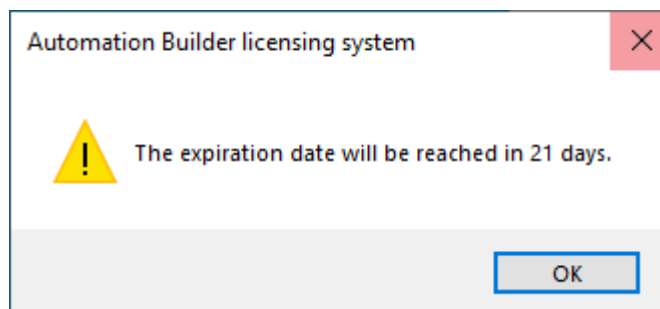 Automation Builder licensing system
The expiration date will be reached in 21 days.
OK